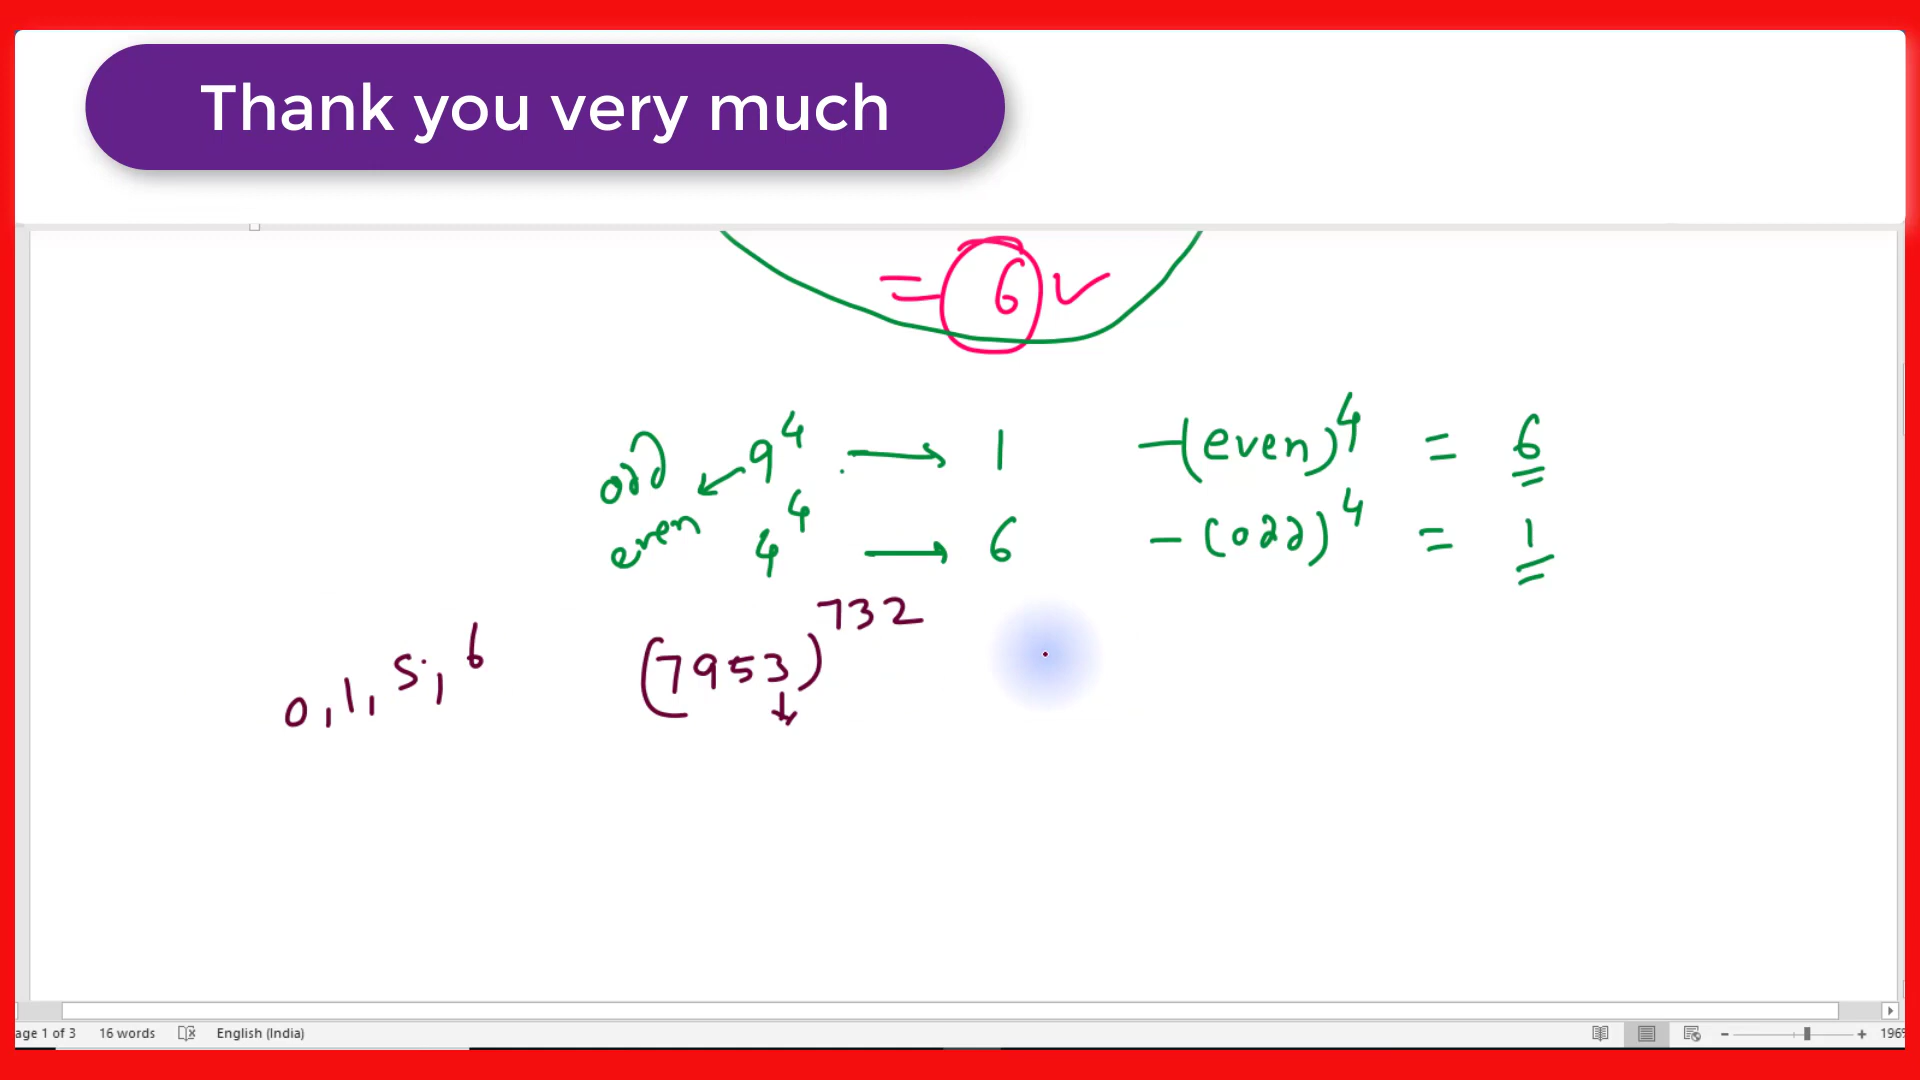 Thank you very much
= 6 ✓
odd ← 9^4 → 1 -(even)^4 = 6
even 4^4 → 6 -(odd)^4 = 1
0, 1, 5, 6 (7953)^732
age 1 of 3 16 words English (India) - + 196